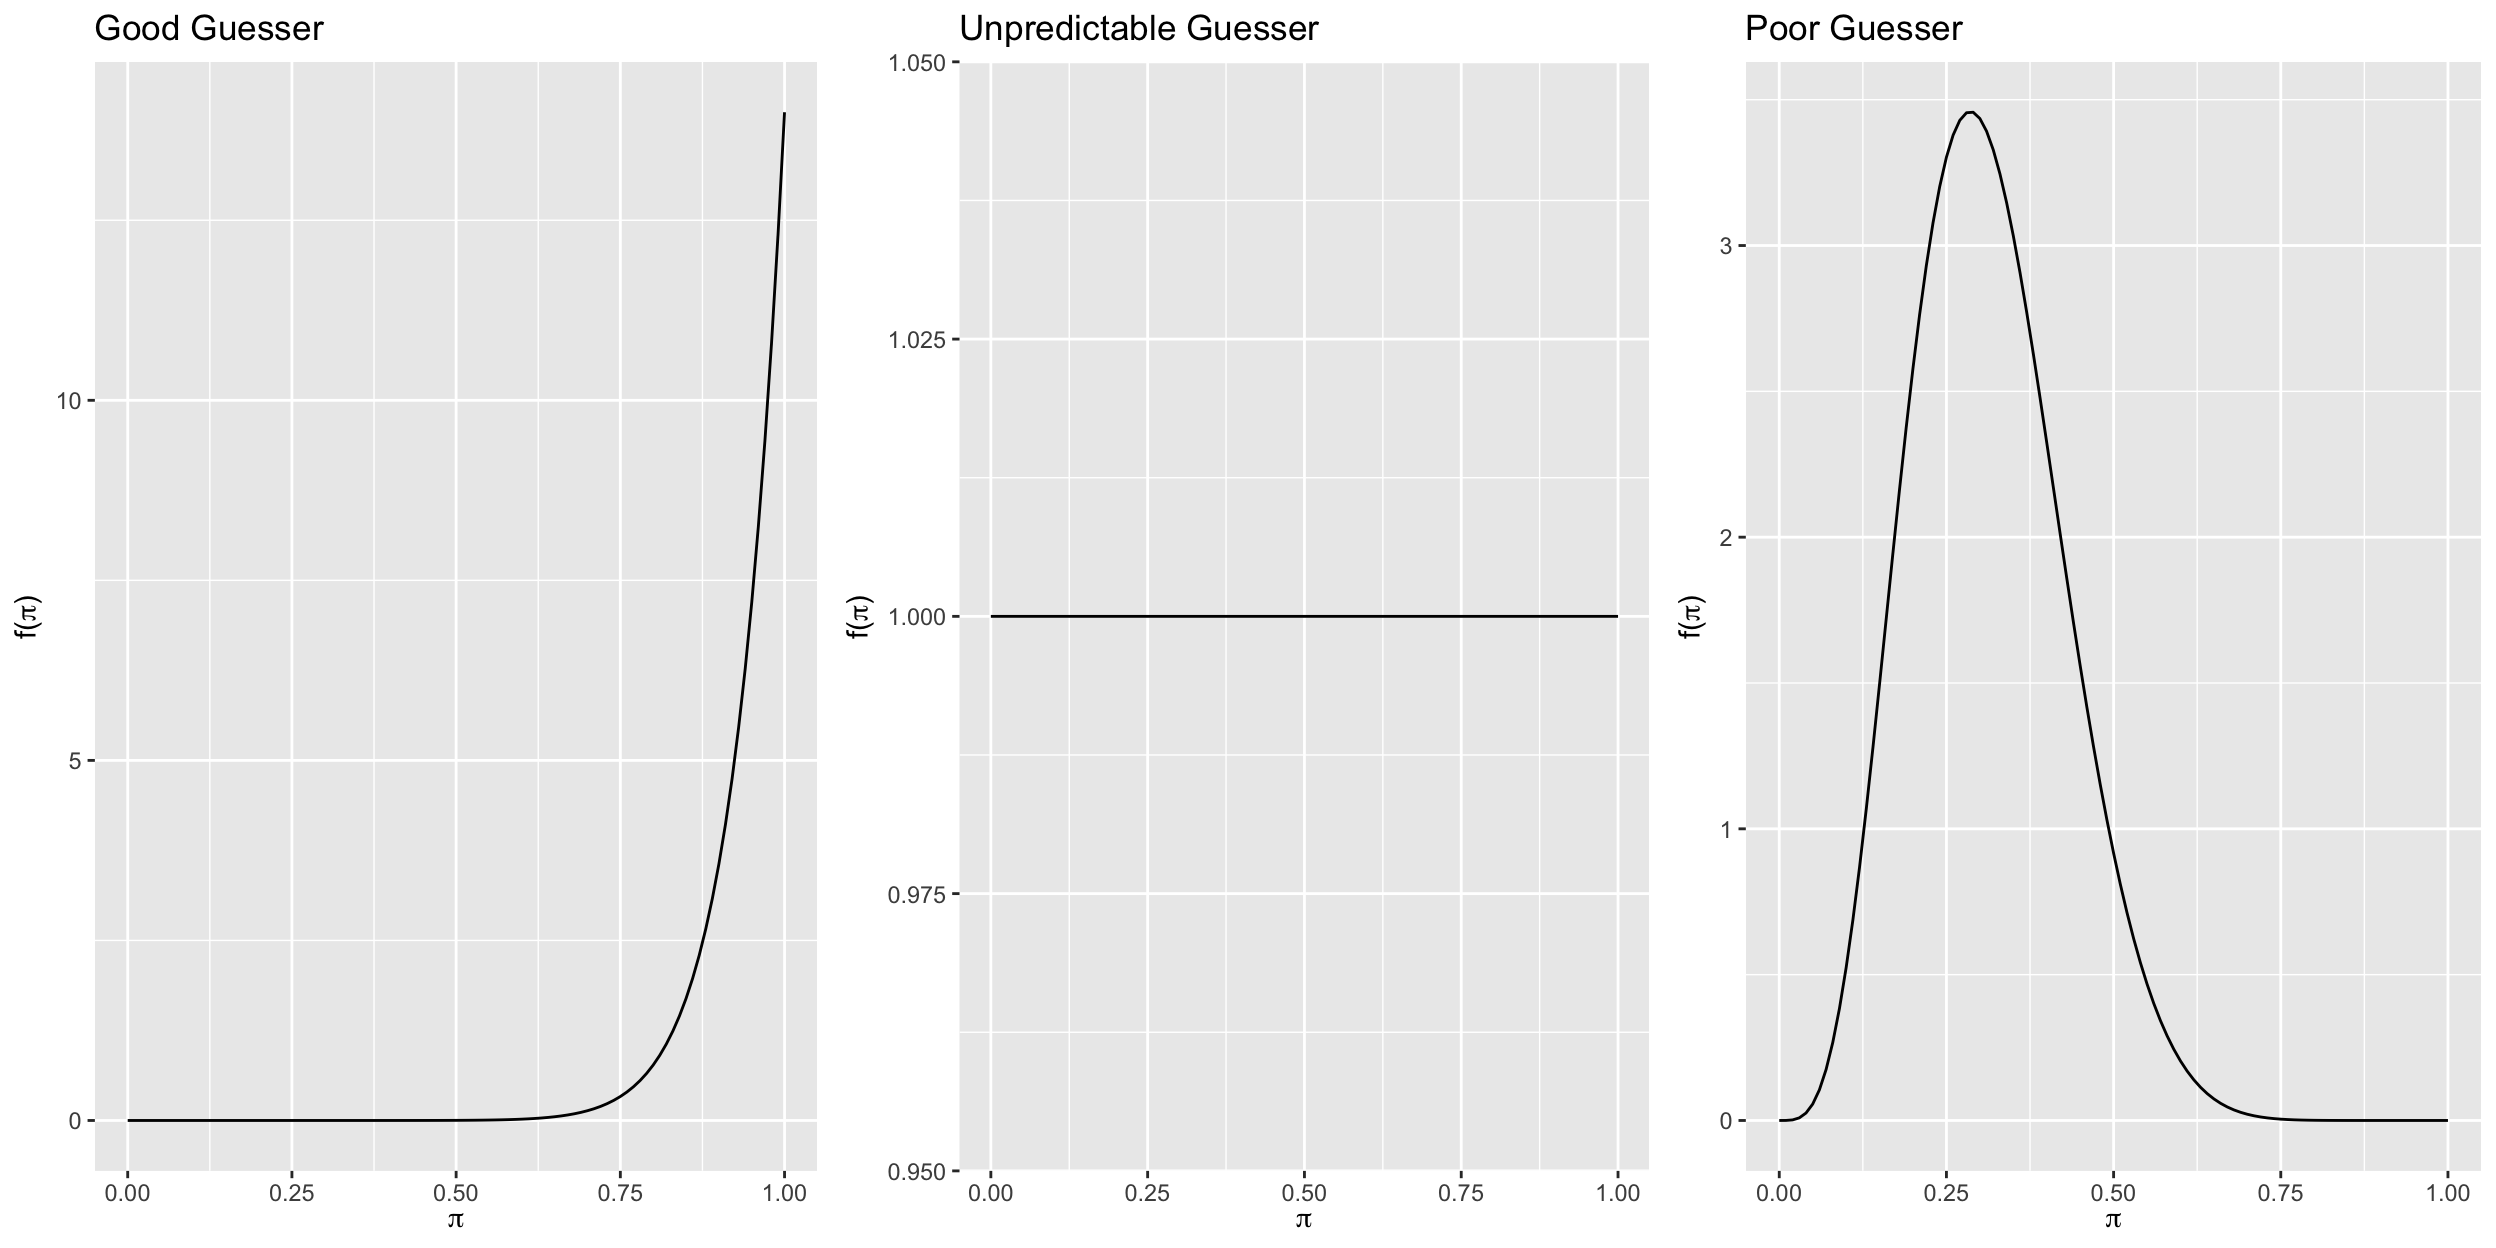 Good Guesser
f(π)
10
5
0
0.00 0.25 0.50 0.75 1.00
π
Unpredictable Guesser
f(π)
1.050
1.025
1.000
0.975
0.950
0.00 0.25 0.50 0.75 1.00
π
Poor Guesser
f(π)
3
2
1
0
0.00 0.25 0.50 0.75 1.00
π